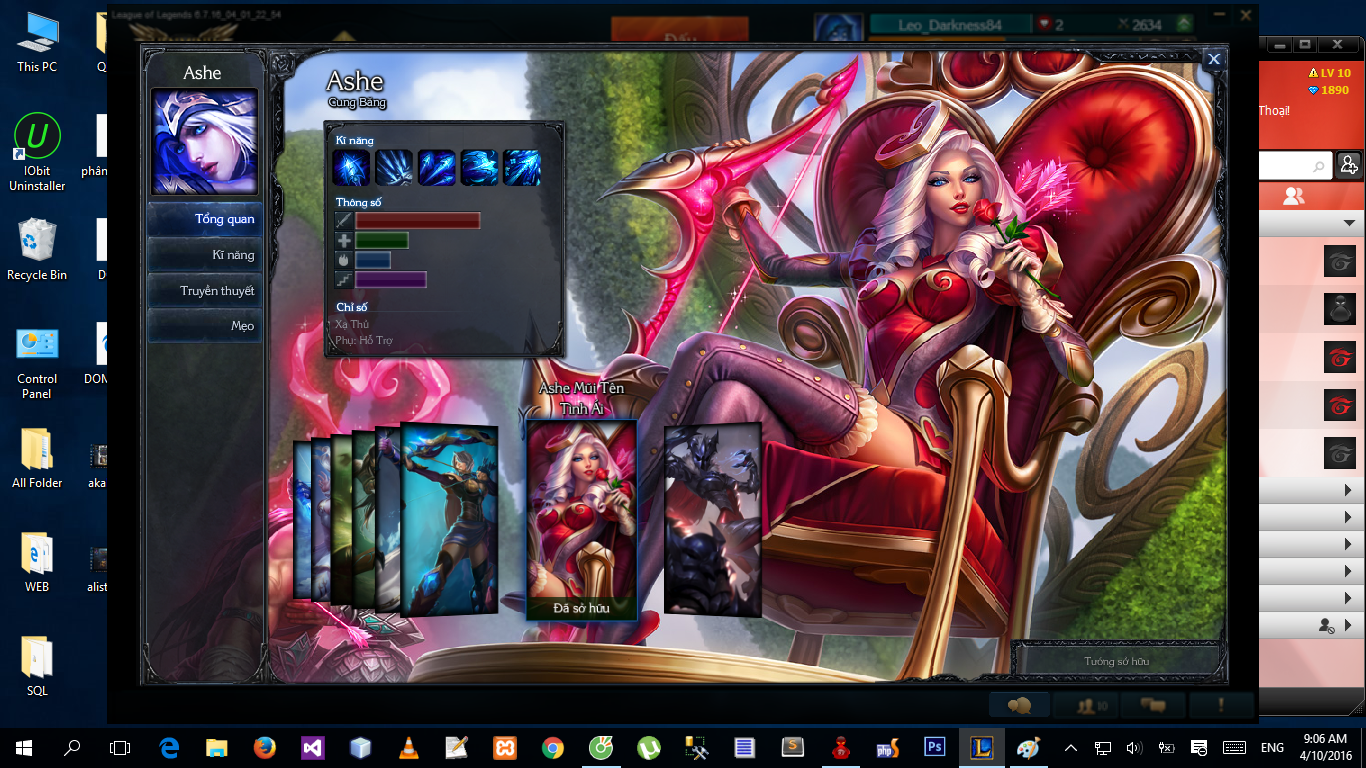 League of Legends 6.7.16_04_01_22_54
This PC
IObit
Uninstaller
phân
Recycle Bin
Control
Panel
DOM
All Folder
aka
WEB
alist
SQL
Đấu
Leo_Darkness84
2
2634
Ashe
Tổng quan
Kĩ năng
Truyền thuyết
Mẹo
Ashe
Cung Băng
Kĩ năng
Thông số
Chỉ số
Xạ Thủ
Phụ: Hỗ Trợ
Ashe Mũi Tên
Tình Ái
Đã sở hữu
Tướng sở hữu
10
LV 10
1890
Thoại!
php
Ps
ENG
9:06 AM
4/10/2016